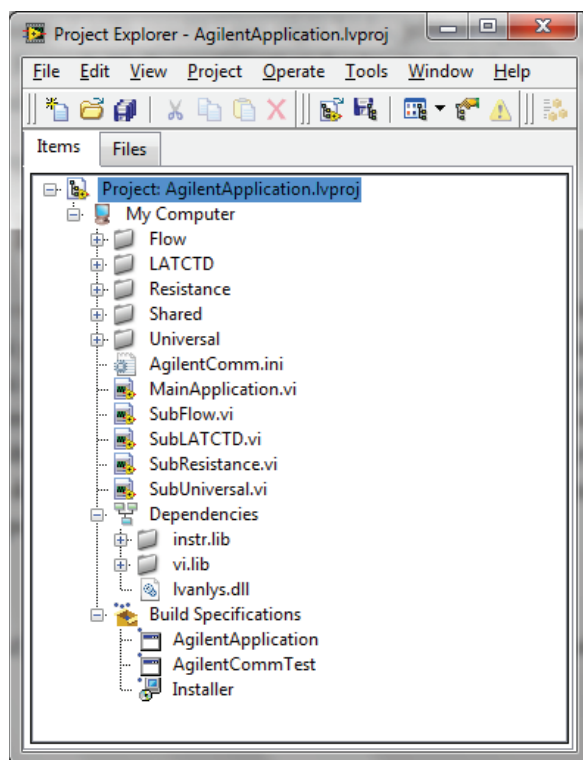 Project Explorer - AgilentApplication.lvproj
File Edit View Project Operate Tools Window Help
Items Files
Project: AgilentApplication.lvproj
My Computer
Flow
LATCTD
Resistance
Shared
Universal
AgilentComm.ini
MainApplication.vi
SubFlow.vi
SubLATCTD.vi
SubResistance.vi
SubUniversal.vi
Dependencies
instr.lib
vi.lib
lvanlys.dll
Build Specifications
AgilentApplication
AgilentCommTest
Installer